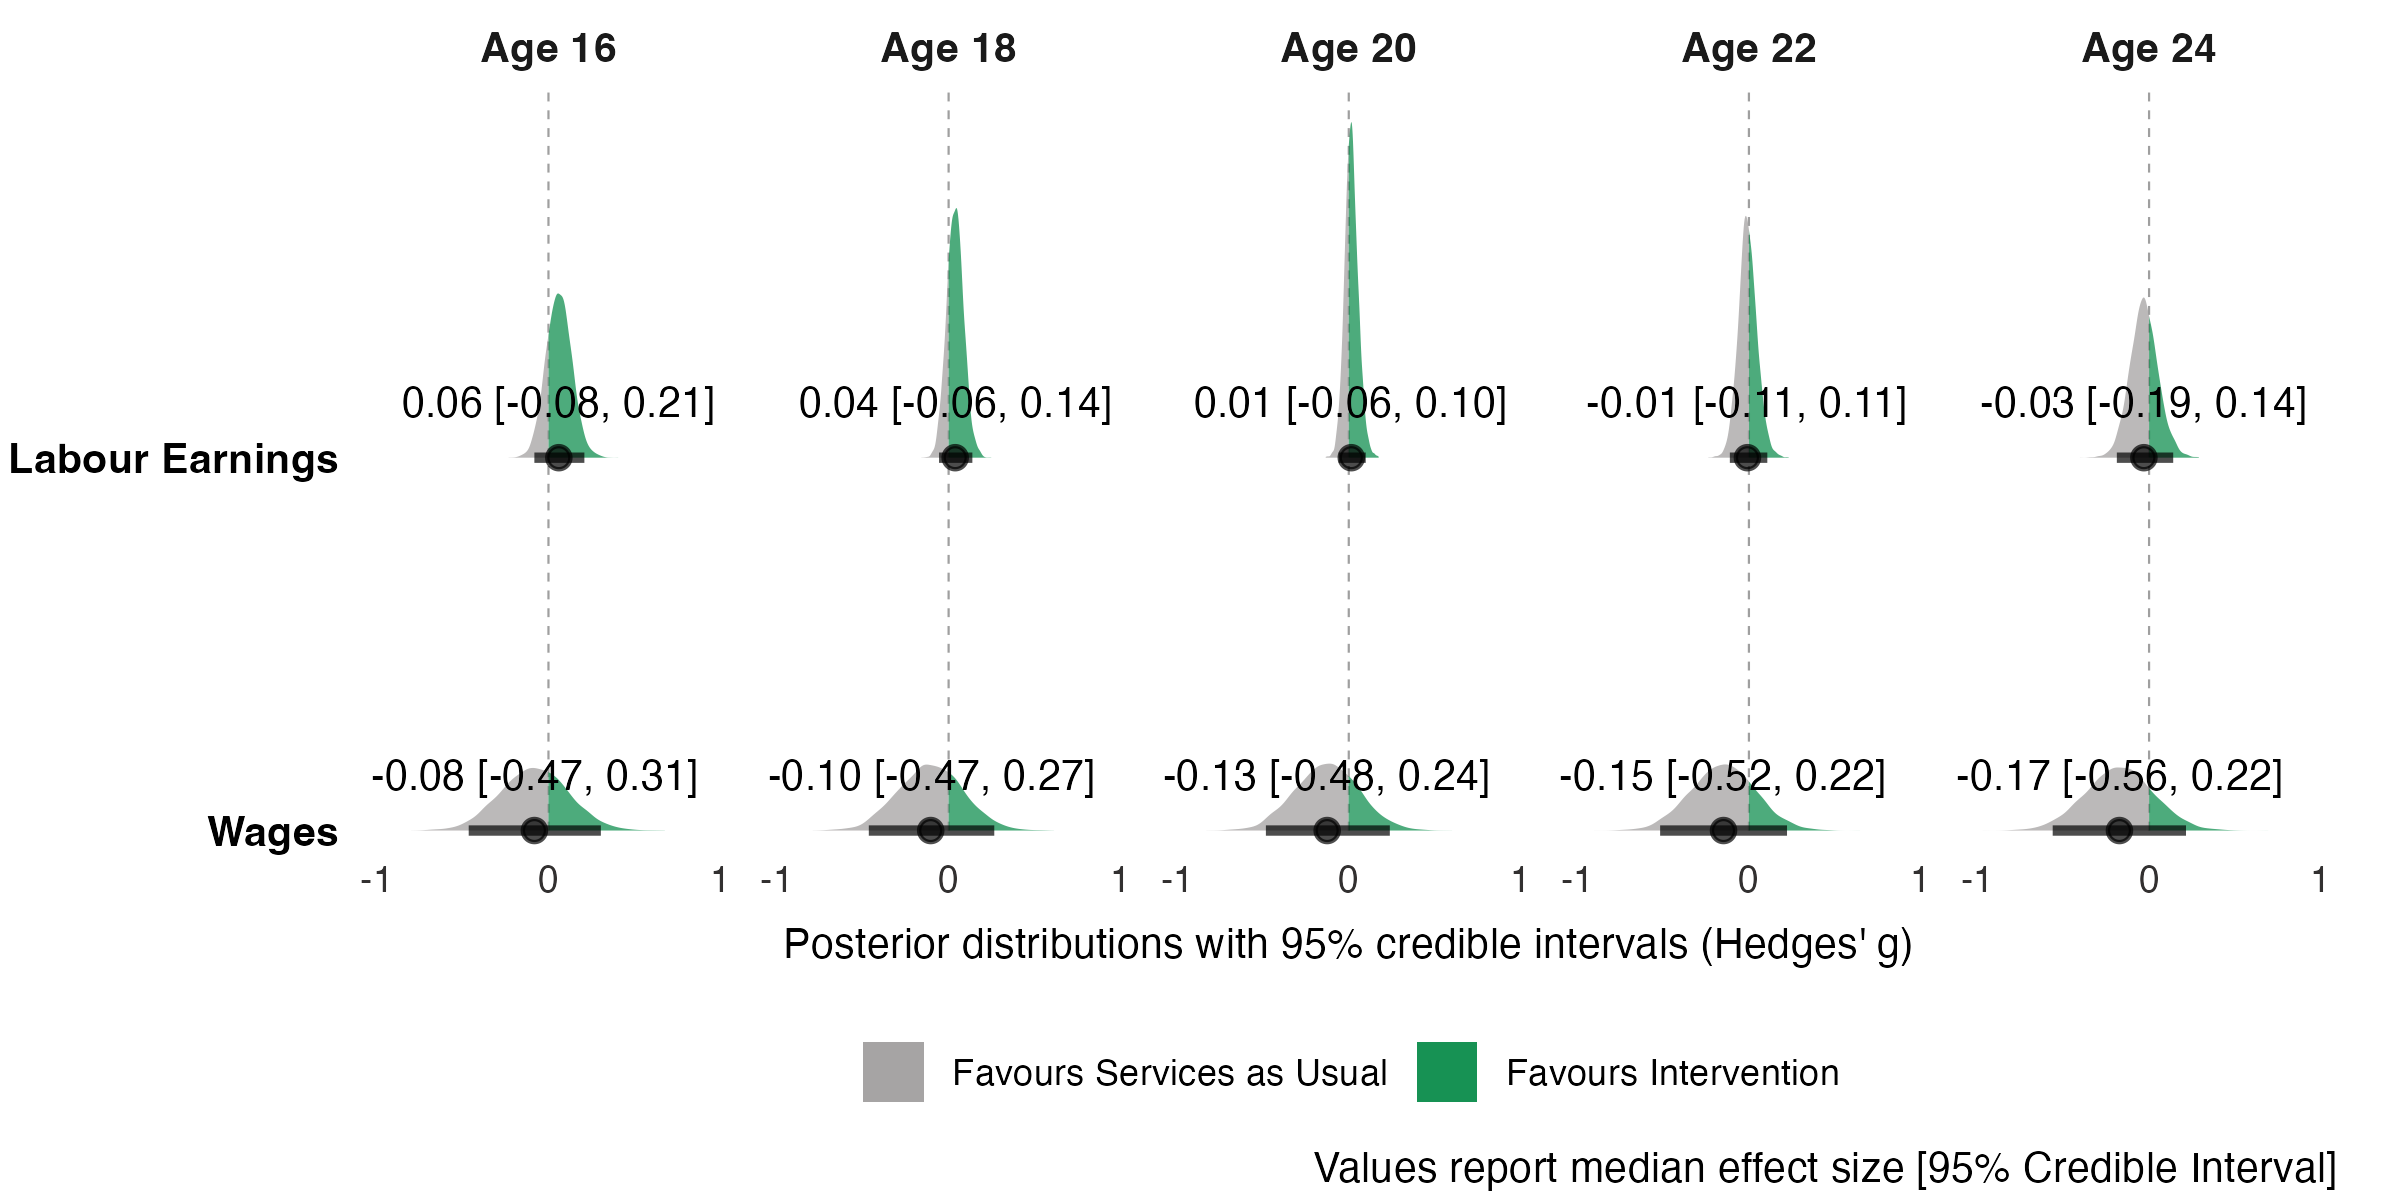 Age 16 Age 18 Age 20 Age 22 Age 24
0.06 [-0.08, 0.21] 0.04 [-0.06, 0.14] 0.01 [-0.06, 0.10] -0.01 [-0.11, 0.11] -0.03 [-0.19, 0.14]
Labour Earnings
-0.08 [-0.47, 0.31] -0.10 [-0.47, 0.27] -0.13 [-0.48, 0.24] -0.15 [-0.52, 0.22] -0.17 [-0.56, 0.22]
Wages
-1 0 1 -1 0 1 -1 0 1 -1 0 1 -1 0 1
Posterior distributions with 95% credible intervals (Hedges' g)
Favours Services as Usual Favours Intervention
Values report median effect size [95% Credible Interval]